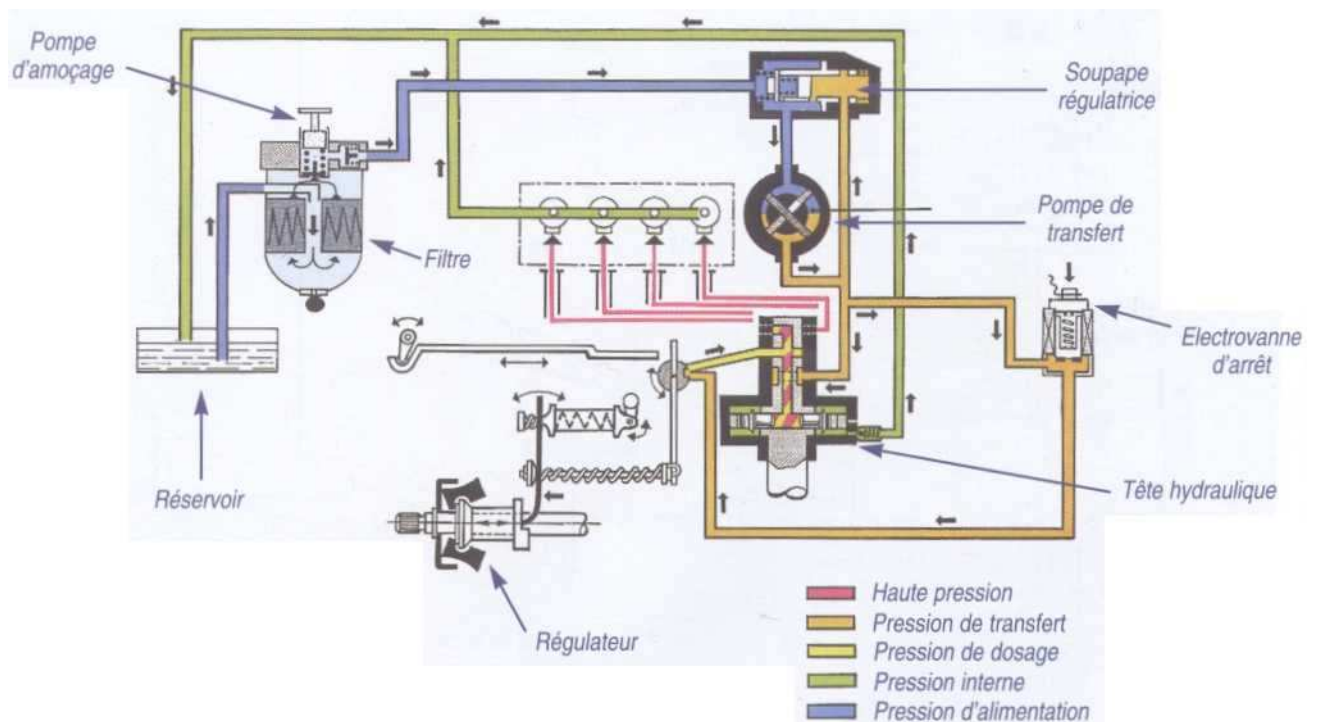 Pompe
d'amoçage
Soupape
régulatrice
Pompe de
transfert
Filtre
Electrovanne
d'arrêt
Réservoir
Tête hydraulique
Régulateur
Haute pression
Pression de transfert
Pression de dosage
Pression interne
Pression d'alimentation